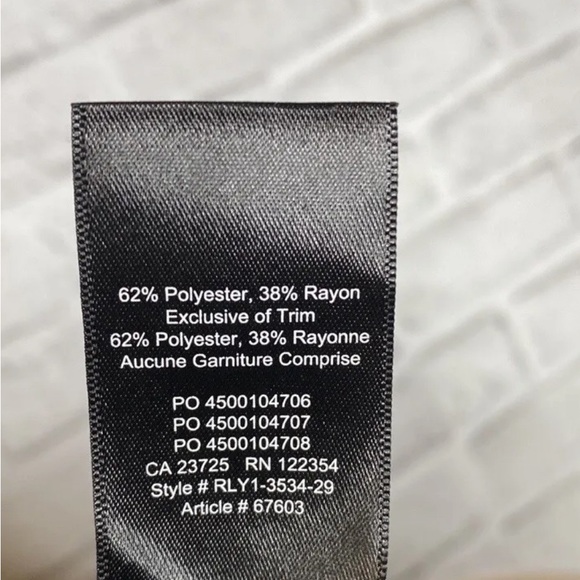 62% Polyester, 38% Rayon
Exclusive of Trim
62% Polyester, 38% Rayonne
Aucune Garniture Comprise
PO 4500104706
PO 4500104707
PO 4500104708
CA 23725 RN 122354
Style # RLY1-3534-29
Article # 67603